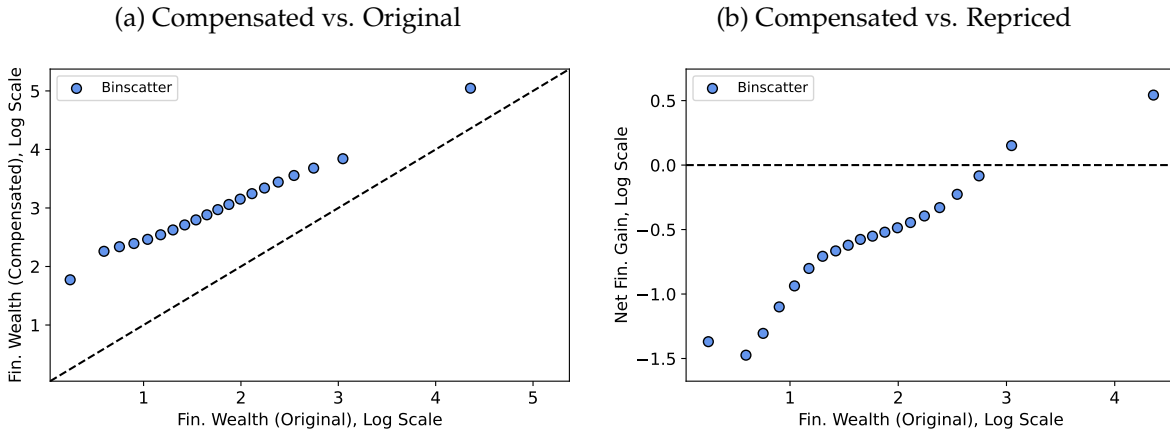 (a) Compensated vs. Original
Fin. Wealth (Compensated), Log Scale
Binscatter
5
4
3
2
1
1 2 3 4 5
Fin. Wealth (Original), Log Scale
(b) Compensated vs. Repriced
Net Fin. Gain, Log Scale
Binscatter
0.5
0.0
−0.5
−1.0
−1.5
1 2 3 4
Fin. Wealth (Original), Log Scale